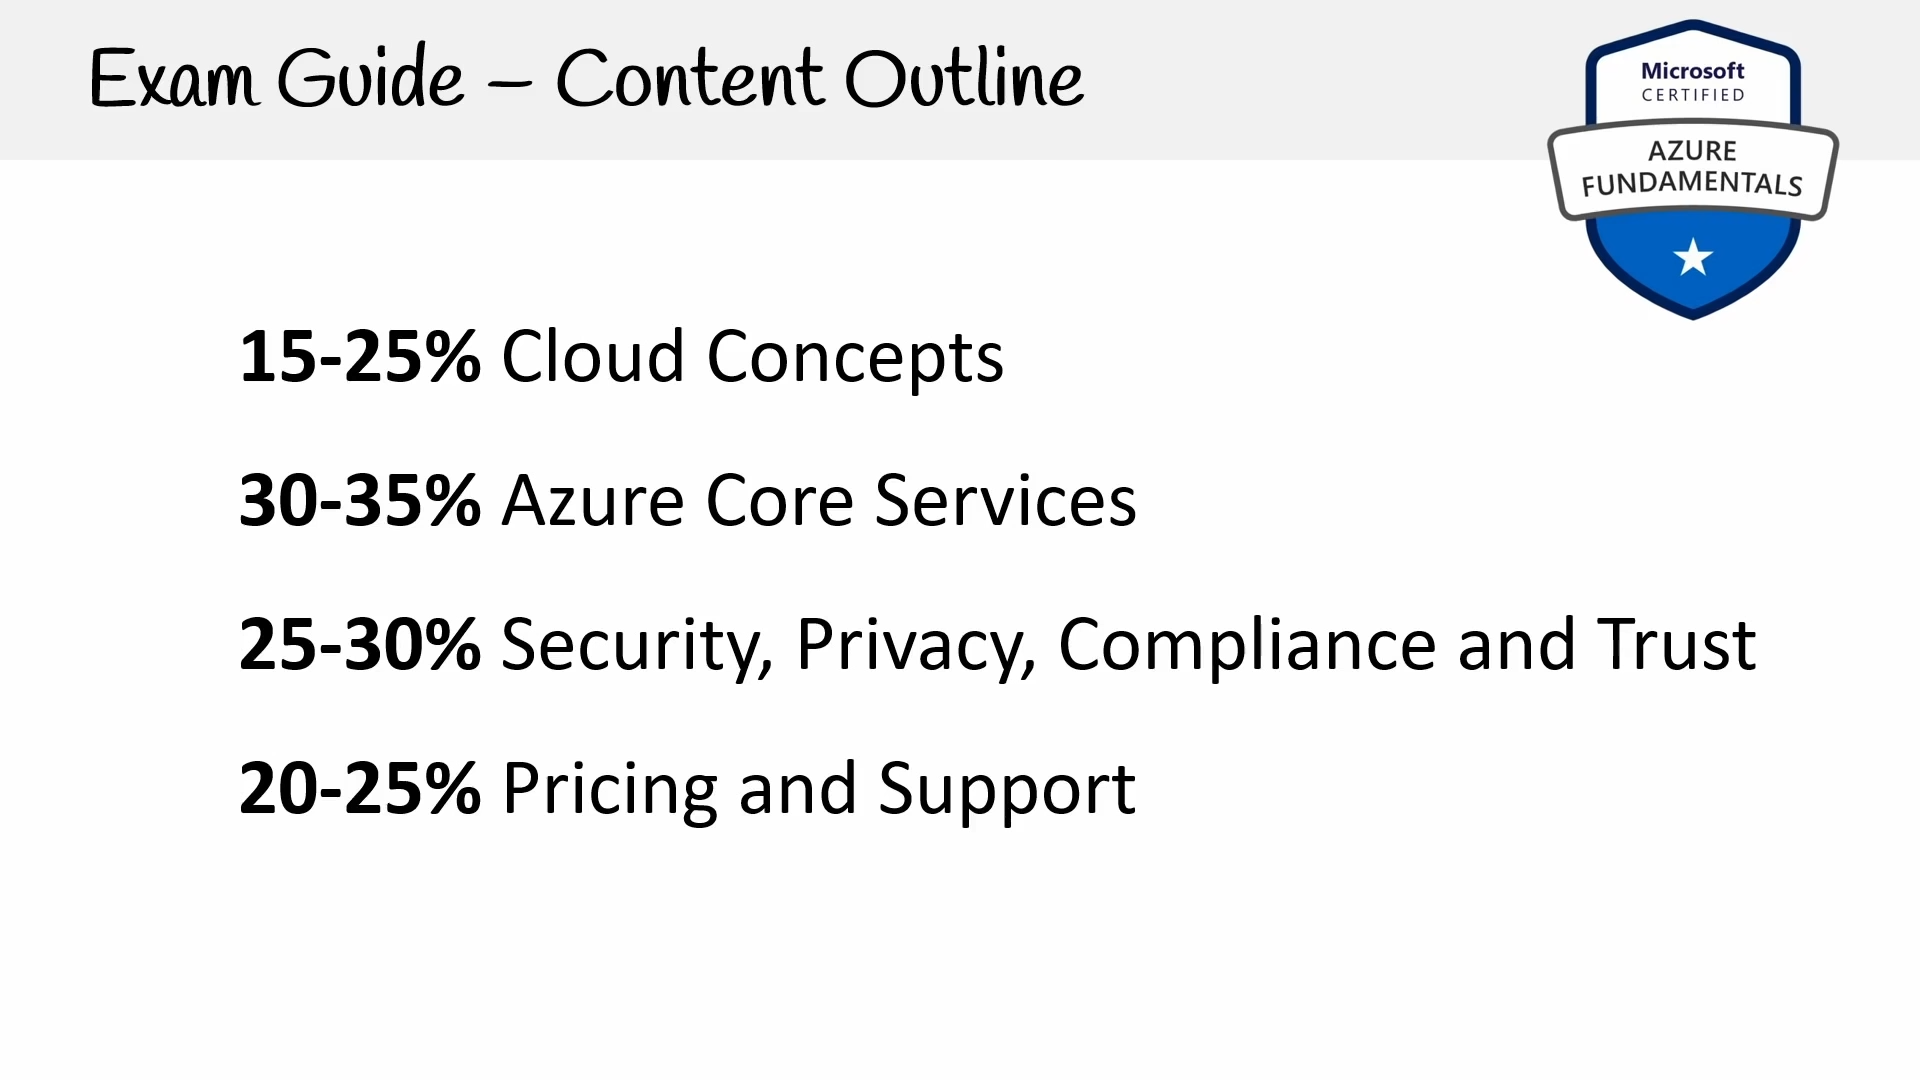 Exam Guide – Content Outline
Microsoft
CERTIFIED
AZURE
FUNDAMENTALS
15-25% Cloud Concepts
30-35% Azure Core Services
25-30% Security, Privacy, Compliance and Trust
20-25% Pricing and Support